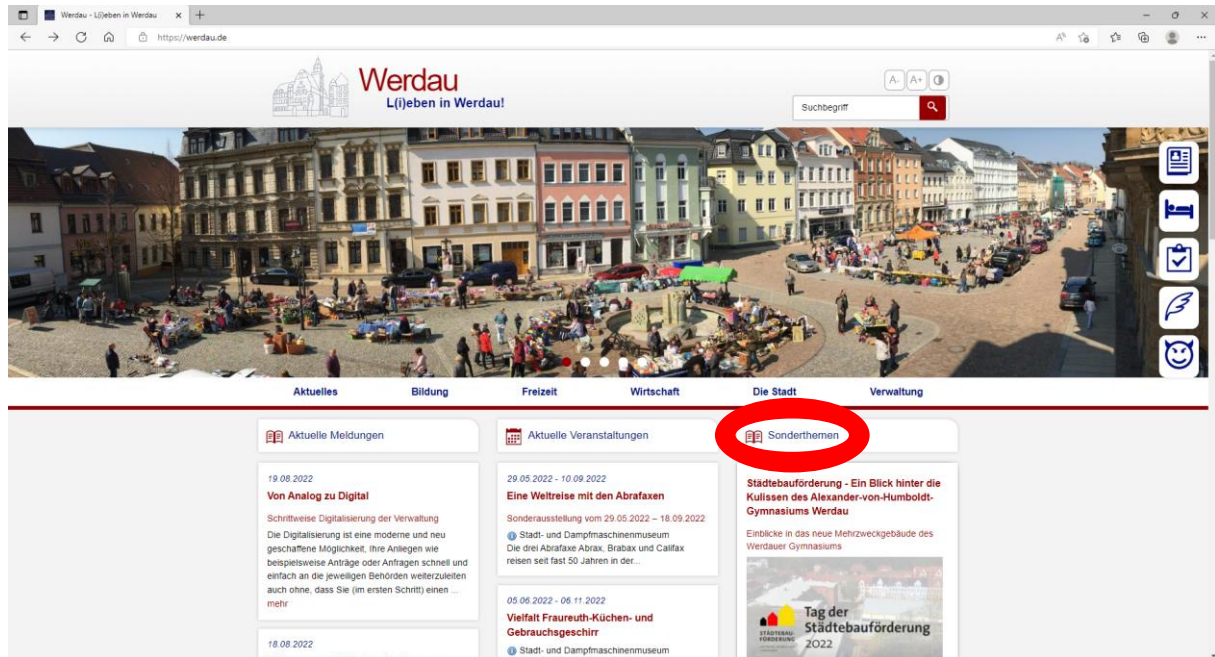 Werdau - L(i)eben in Werdau
https://werdau.de
Werdau
L(i)eben in Werdau!
A- A+
Suchbegriff
Aktuelles Bildung Freizeit Wirtschaft Die Stadt Verwaltung
Aktuelle Meldungen
19.08.2022
Von Analog zu Digital
Schrittweise Digitalisierung der Verwaltung
Die Digitalisierung ist eine moderne und neu
geschaffene Möglichkeit, Ihre Anliegen wie
beispielsweise Anträge oder Anfragen schnell und
einfach an die jeweiligen Behörden weiterzuleiten
auch ohne, dass Sie (im ersten Schritt) einen ...
mehr
18.08.2022
Aktuelle Veranstaltungen
29.05.2022 - 10.09.2022
Eine Weltreise mit den Abrafaxen
Sonderausstellung vom 29.05.2022 – 18.09.2022
Stadt- und Dampfmaschinenmuseum
Die drei Abrafaxe Abrax, Brabax und Califax
reisen seit fast 50 Jahren in der...
05.06.2022 - 06.11.2022
Vielfalt Fraureuth-Küchen- und
Gebrauchsgeschirr
Stadt- und Dampfmaschinenmuseum
Sonderthemen
Städtebauförderung - Ein Blick hinter die
Kulissen des Alexander-von-Humboldt-
Gymnasiums Werdau
Einblicke in das neue Mehrzweckgebäude des
Werdauer Gymnasiums
Tag der
Städtebauförderung
2022
STÄDTEBAU-
FÖRDERUNG